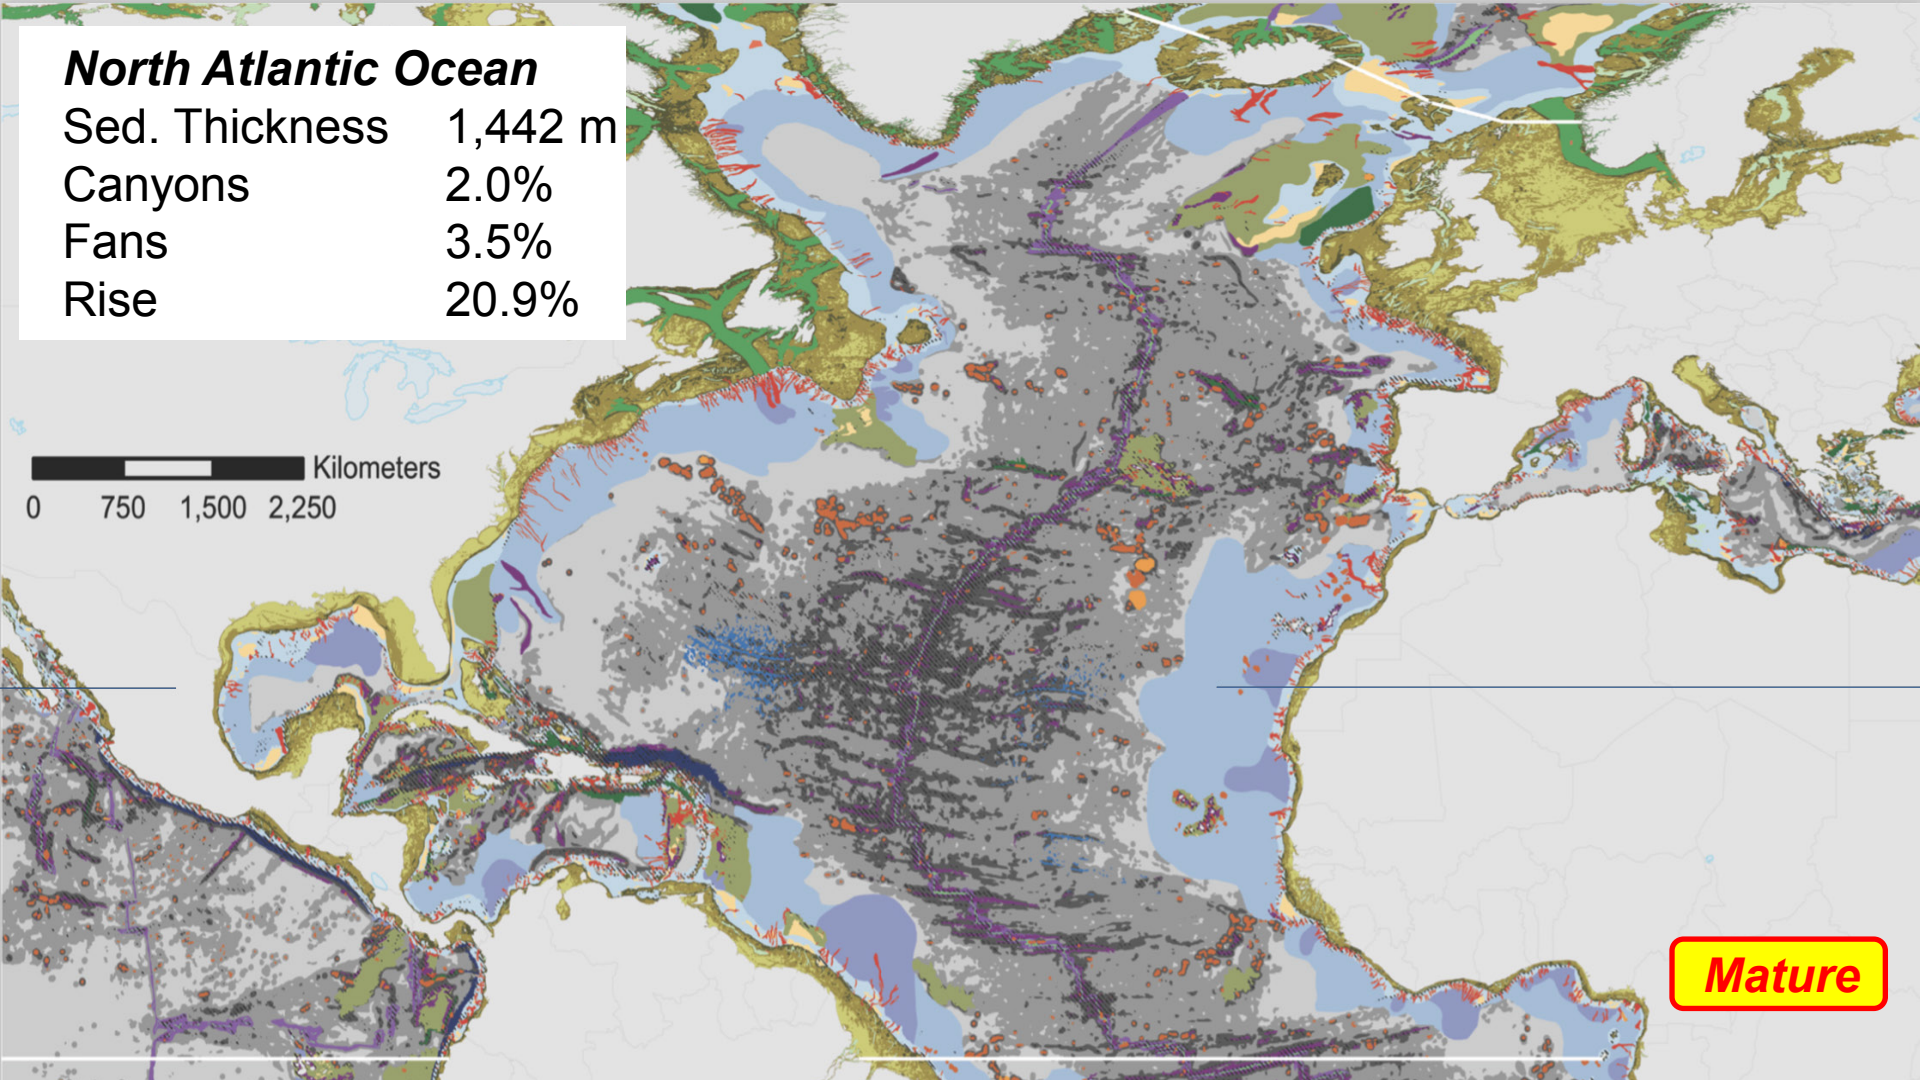 North Atlantic Ocean
Sed. Thickness 1,442 m
Canyons 2.0%
Fans 3.5%
Rise 20.9%
Kilometers
0 750 1,500 2,250
Mature